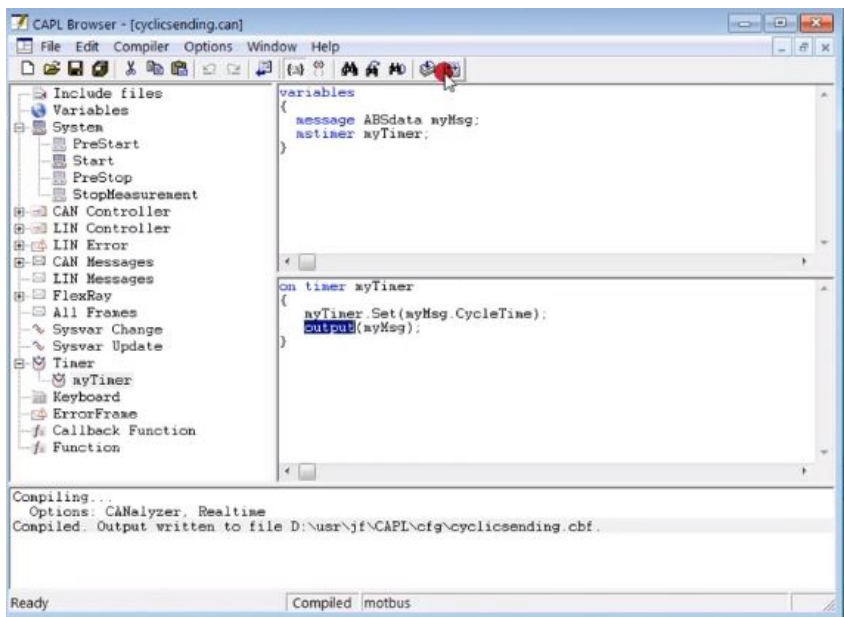 CAPL Browser - [cyclicsending.can]
File Edit Compiler Options Window Help
Include files
Variables
System
PreStart
Start
PreStop
StopMeasurement
CAN Controller
LIN Controller
LIN Error
CAN Messages
LIN Messages
FlexRay
All Frames
Sysvar Change
Sysvar Update
Timer
myTimer
Keyboard
ErrorFrame
Callback Function
Function
variables
{
message ABSdata myMsg;
mstimer myTimer;
}
on timer myTimer
{
myTimer.Set(myMsg.CycleTime);
output(myMsg);
}
Compiling...
Options: CANalyzer, Realtime
Compiled. Output written to file D:\usr\jf\CAPL\cfg\cyclicsending.cbf.
Ready Compiled motbus